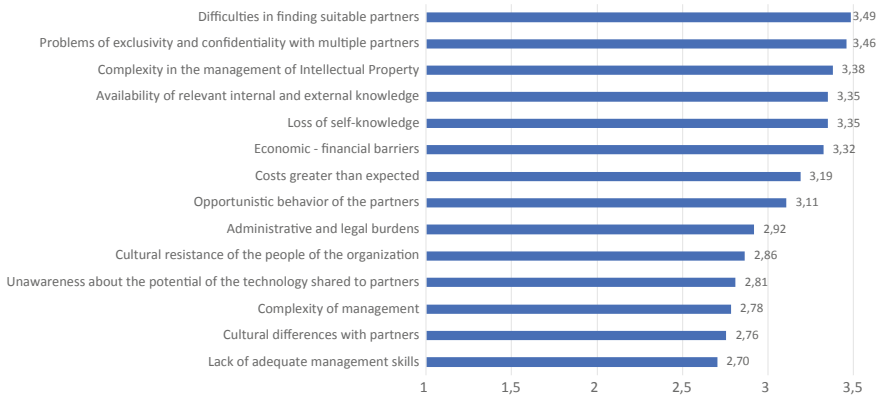 Difficulties in finding suitable partners 3,49
Problems of exclusivity and confidentiality with multiple partners 3,46
Complexity in the management of Intellectual Property 3,38
Availability of relevant internal and external knowledge 3,35
Loss of self-knowledge 3,35
Economic - financial barriers 3,32
Costs greater than expected 3,19
Opportunistic behavior of the partners 3,11
Administrative and legal burdens 2,92
Cultural resistance of the people of the organization 2,86
Unawareness about the potential of the technology shared to partners 2,81
Complexity of management 2,78
Cultural differences with partners 2,76
Lack of adequate management skills 2,70
1 1,5 2 2,5 3 3,5